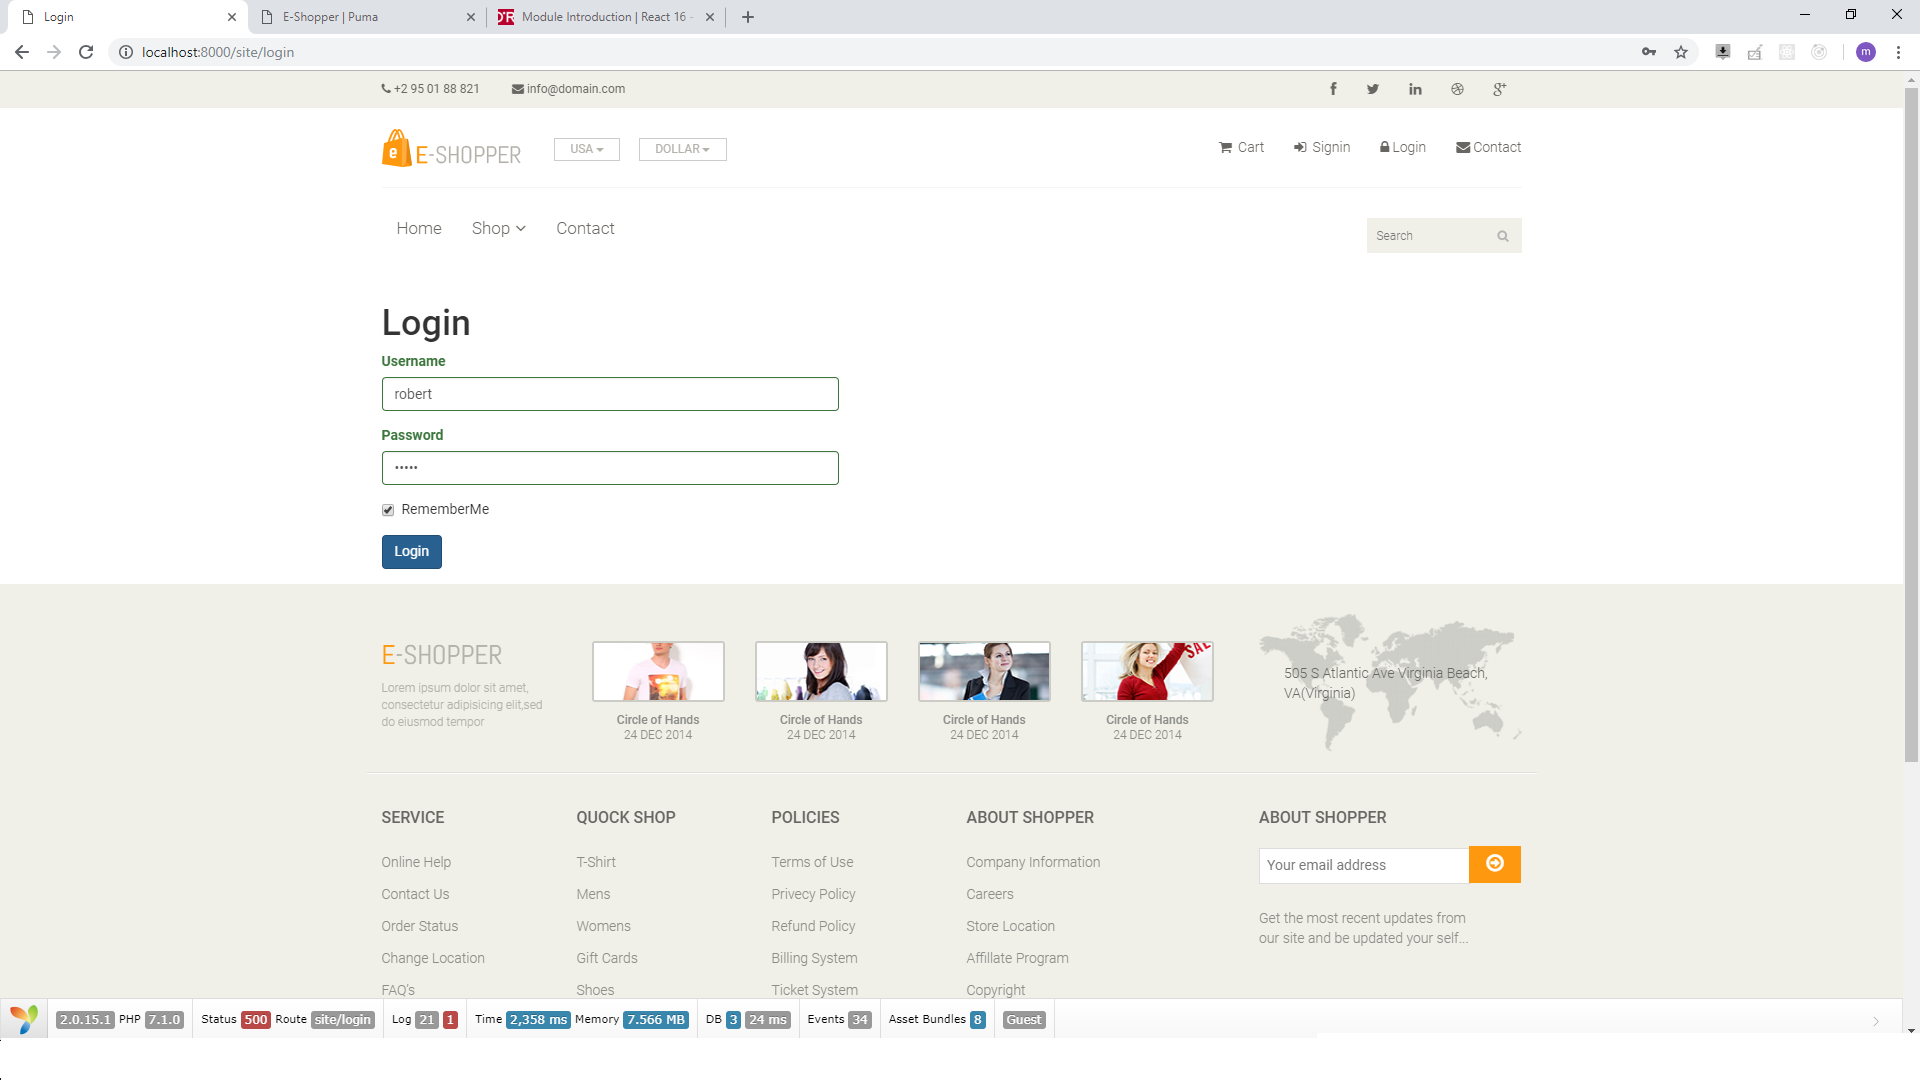 Login
E-Shopper | Puma
Module Introduction | React 16 -
localhost:8000/site/login
m
+2 95 01 88 821
info@domain.com
E-SHOPPER
USA
DOLLAR
Cart
Signin
Login
Contact
Home
Shop
Contact
Search
Login
Username
robert
Password
•••••
RememberMe
Login
E-SHOPPER
Lorem ipsum dolor sit amet,
consectetur adipisicing elit,sed
do eiusmod tempor
Circle of Hands
24 DEC 2014
Circle of Hands
24 DEC 2014
Circle of Hands
24 DEC 2014
SALE
Circle of Hands
24 DEC 2014
505 S Atlantic Ave Virginia Beach,
VA(Virginia)
SERVICE
Online Help
Contact Us
Order Status
Change Location
FAQ's
QUOCK SHOP
T-Shirt
Mens
Womens
Gift Cards
Shoes
POLICIES
Terms of Use
Privecy Policy
Refund Policy
Billing System
Ticket System
ABOUT SHOPPER
Company Information
Careers
Store Location
Affillate Program
Copyright
ABOUT SHOPPER
Your email address
Get the most recent updates from
our site and be updated your self...
2.0.15.1 PHP 7.1.0 Status 500 Route site/login Log 21 1 Time 2,358 ms Memory 7.566 MB DB 3 24 ms Events 34 Asset Bundles 8 Guest